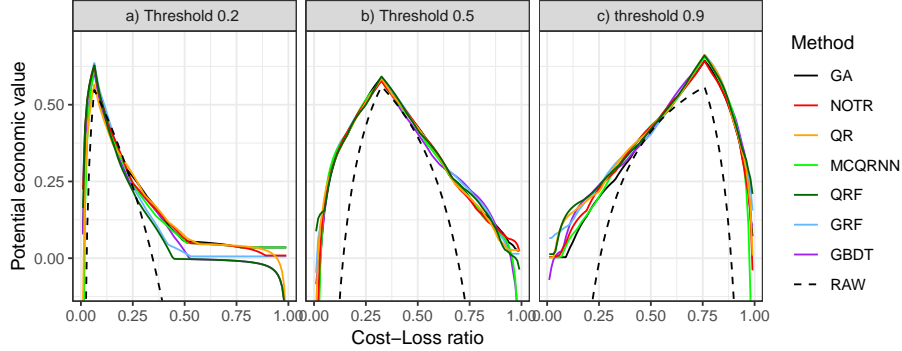 a) Threshold 0.2
b) Threshold 0.5
c) threshold 0.9
Potential economic value
0.50
0.25
0.00
0.00 0.25 0.50 0.75 1.00
0.00 0.25 0.50 0.75 1.00
0.00 0.25 0.50 0.75 1.00
Cost−Loss ratio
Method
GA
NOTR
QR
MCQRNN
QRF
GRF
GBDT
RAW